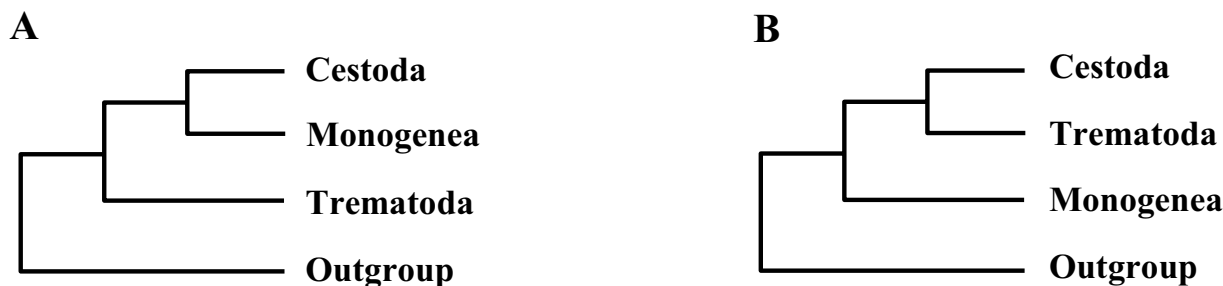 A
Cestoda
Monogenea
Trematoda
Outgroup
B
Cestoda
Trematoda
Monogenea
Outgroup